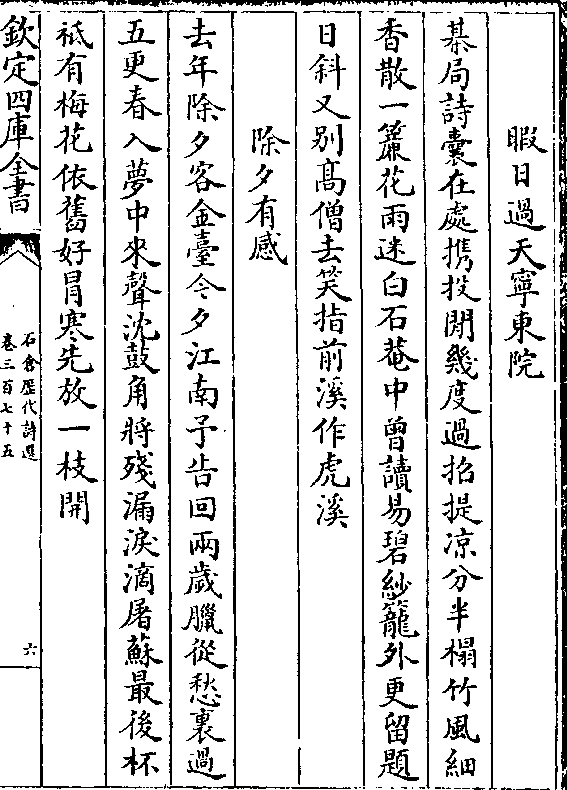 暇日過天寧東院
棊局詩囊在處携投閒幾度過招提凉分半榻竹風細
香散一簾花雨迷白石菴中曾讀易碧紗籠外更留題
日斜又別髙僧去笑指前溪作虎溪
除夕有感
去年除夕客金臺今夕江南予告回兩歲臘從愁裏過
五更春入夢中來聲沈鼓角將殘漏淚滴屠蘇最後杯
祗有梅花依舊好冒寒先放一枝開
欽定四庫全書
石倉歷代詩選
卷三百七十五
六